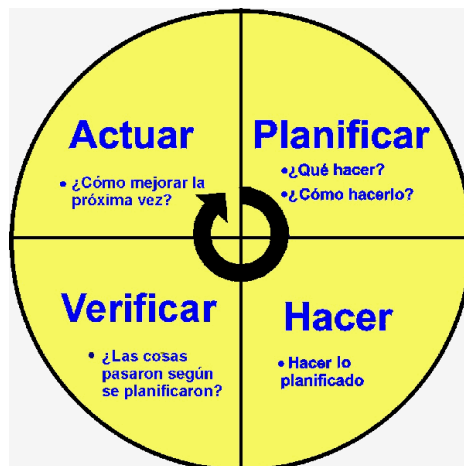 Actuar
• ¿Cómo mejorar la
próxima vez?
Planificar
• ¿Qué hacer?
• ¿Cómo hacerlo?
Verificar
• ¿Las cosas
pasaron según
se planificaron?
Hacer
• Hacer lo
planificado